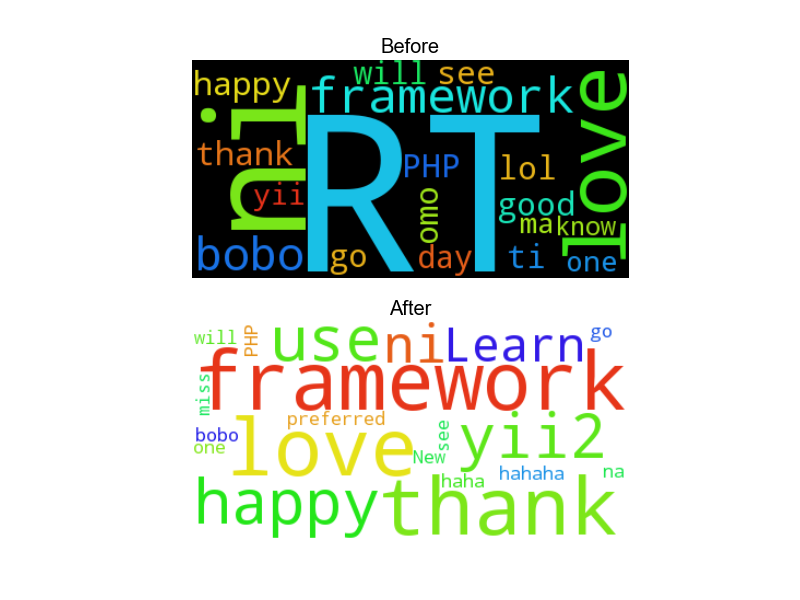 Before
will see
happy framework
ni RT love
thank PHP lol
yii omo good
ma know
bobo go day ti one
After
will PHP use ni Learn go
framework
miss
preferred
bobo love see yii2
one New
haha hahaha na
happy thank